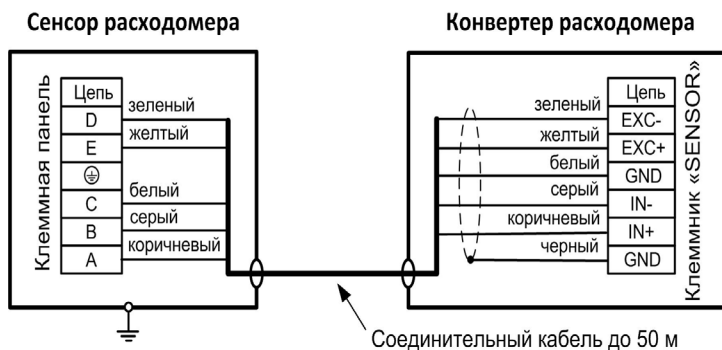 Сенсор расходомера
Конвертер расходомера
Клеммная панель
Цепь
D
зеленый
E
желтый
C
белый
B
серый
A
коричневый
зеленый
желтый
белый
серый
коричневый
черный
Цепь
EXC-
EXC+
GND
IN-
IN+
GND
Клеммник «SENSOR»
Соединительный кабель до 50 м